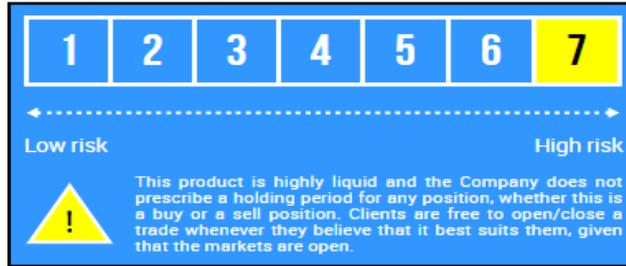 1 2 3 4 5 6 7
Low risk High risk
!
This product is highly liquid and the Company does not
prescribe a holding period for any position, whether this is
a buy or a sell position. Clients are free to open/close a
trade whenever they believe that it best suits them, given
that the markets are open.